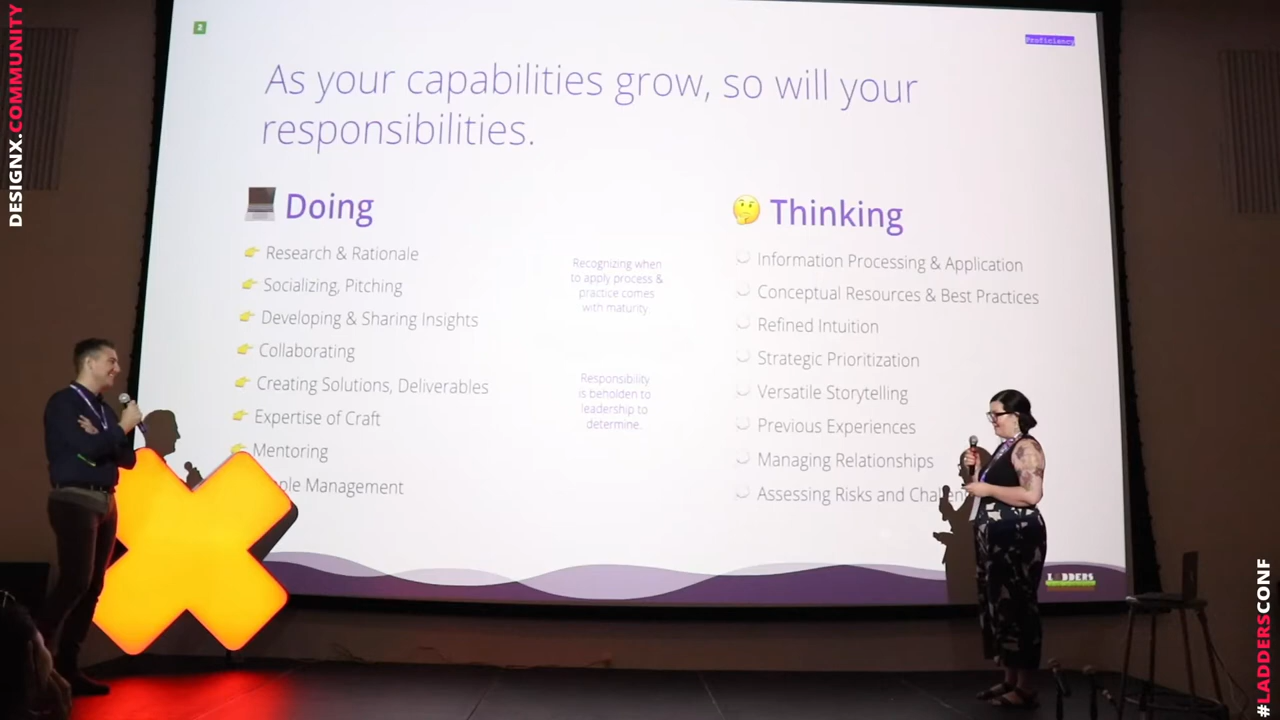 DESIGNX.COMMUNITY
2
Proficiency
As your capabilities grow, so will your
responsibilities.
Doing
Research & Rationale
Socializing, Pitching
Developing & Sharing Insights
Collaborating
Creating Solutions, Deliverables
Expertise of Craft
Mentoring
ple Management
Recognizing when
to apply process &
practice comes
with maturity.
Responsibility
is beholden to
leadership to
determine.
Thinking
Information Processing & Application
Conceptual Resources & Best Practices
Refined Intuition
Strategic Prioritization
Versatile Storytelling
Previous Experiences
Managing Relationships
Assessing Risks and Challen
LADDERS
#LADDERSCONF